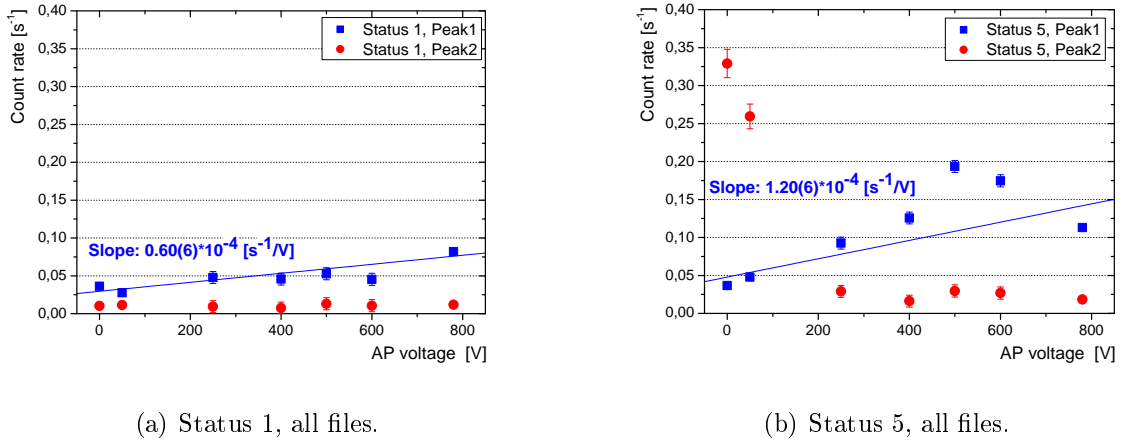 Count rate [s⁻¹]
0,40
0,35
0,30
0,25
0,20
0,15
0,10
0,05
0,00
Status 1, Peak1
Status 1, Peak2
Slope: 0.60(6)*10⁻⁴ [s⁻¹/V]
0 200 400 600 800
AP voltage [V]
(a) Status 1, all files.
Count rate [s⁻¹]
0,40
0,35
0,30
0,25
0,20
0,15
0,10
0,05
0,00
Status 5, Peak1
Status 5, Peak2
Slope: 1.20(6)*10⁻⁴ [s⁻¹/V]
0 200 400 600 800
AP voltage [V]
(b) Status 5, all files.